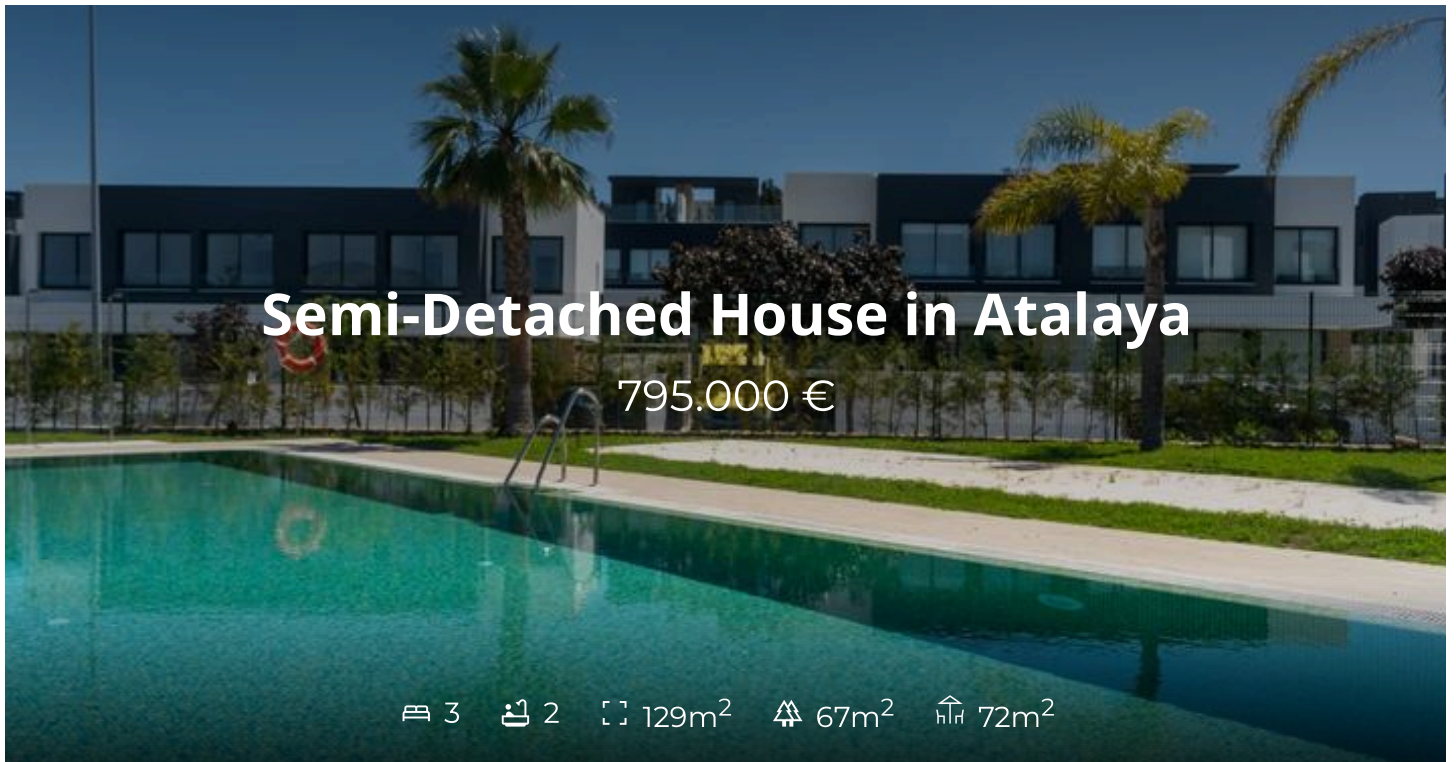 Semi-Detached House in Atalaya
795.000 €
3 2 129m² 67m² 72m²